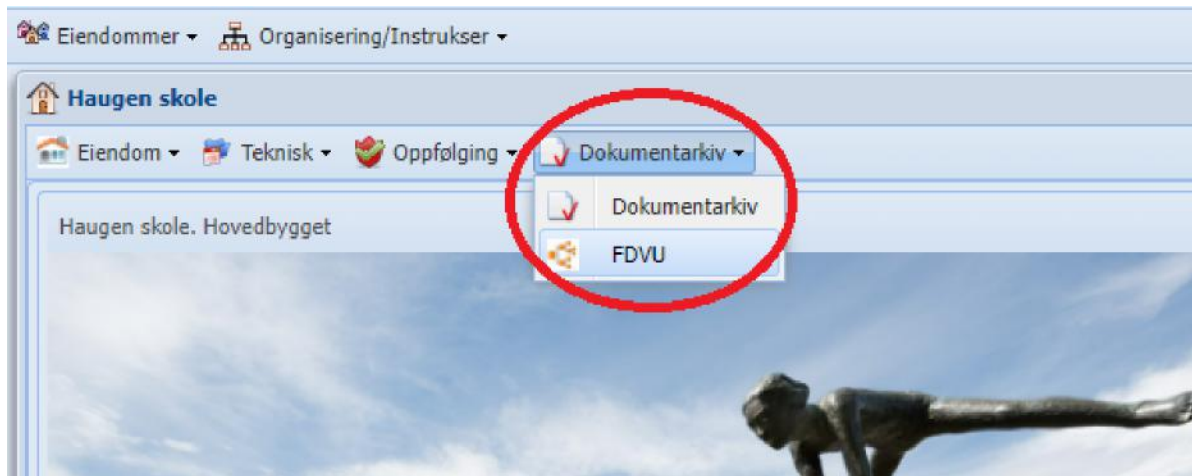 Eiendommer Organisering/Instrukser
Haugen skole
Eiendom Teknisk Oppfølging Dokumentarkiv
Dokumentarkiv
FDVU
Haugen skole. Hovedbygget